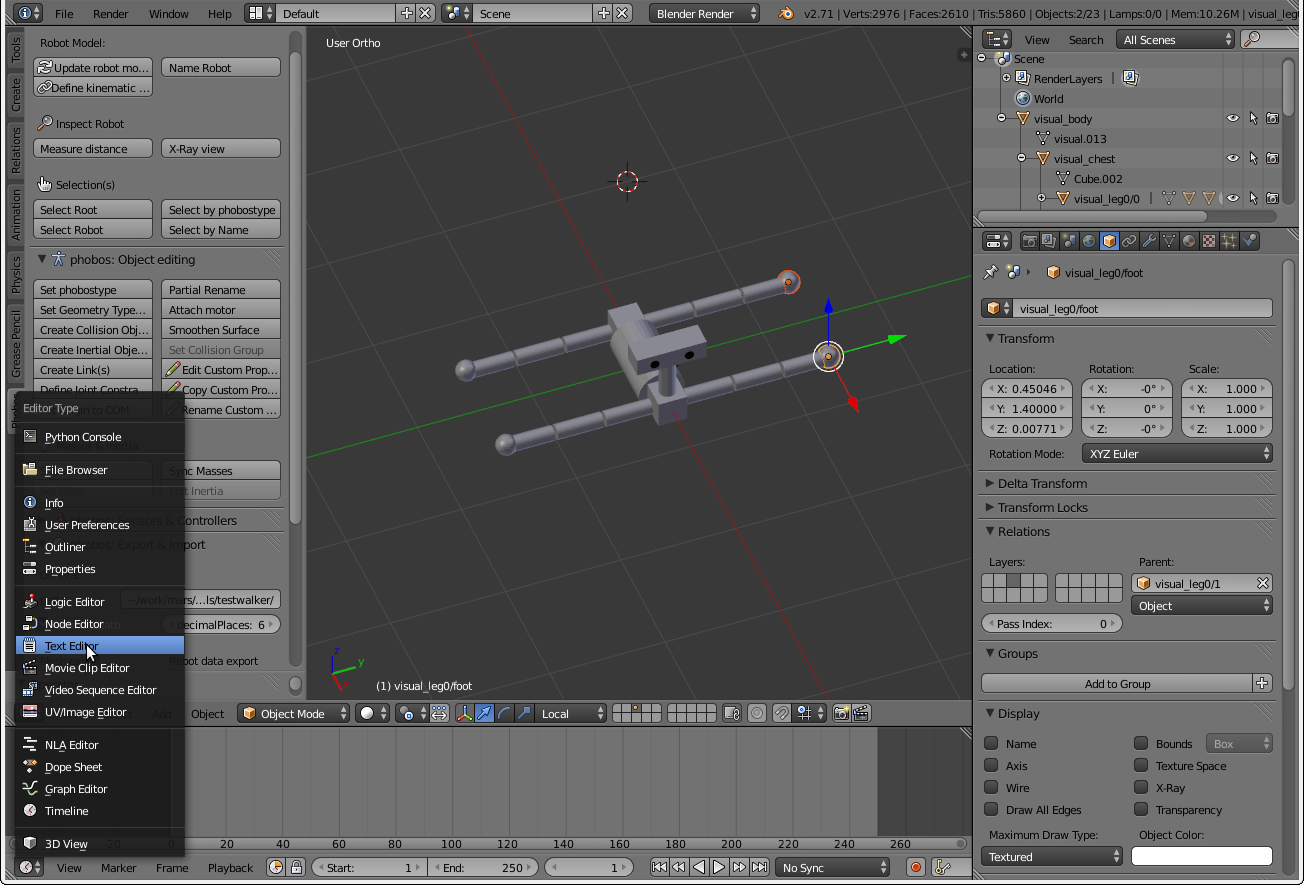 File Render Window Help Default Scene Blender Render v2.71 | Verts:2976 | Faces:2610 | Tris:5860 | Objects:2/23 | Lamps:0/0 | Mem:10.26M | visual_leg
Tools
Create
Relations
Animation
Physics
Grease Pencil
Robot Model:
Update robot mo... Name Robot
Define kinematic ...
Inspect Robot
Measure distance X-Ray view
Selection(s)
Select Root Select by phobostype
Select Robot Select by Name
phobos: Object editing
Set phobostype Partial Rename
Set Geometry Type... Attach motor
Create Collision Obj... Smoothen Surface
Create Inertial Obje... Set Collision Group
Create Link(s) Edit Custom Prop...
Define Joint Constra... Copy Custom Pro...
Rename Custom ...
Sync Masses
Inertia
& Controllers
phobos: Export & Import
~/work/mars/...ls/testwalker/
ecimalPlaces: 6
Robot data export
Editor Type
Python Console
File Browser
Info
User Preferences
Outliner
Properties
Logic Editor
Node Editor
Text Editor
Movie Clip Editor
Video Sequence Editor
UV/Image Editor
NLA Editor
Dope Sheet
Graph Editor
Timeline
3D View
User Ortho
z
y
x
(1) visual_leg0/foot
Add Object Object Mode Local
-20 0 20 40 60 80 100 120 140 160 180 200 220 240 260
View Marker Frame Playback Start: 1 End: 250 1 No Sync
View Search All Scenes
Scene
RenderLayers |
World
visual_body
visual.013
visual_chest
Cube.002
visual_leg0/0
visual_leg0/foot
visual_leg0/foot
Transform
Location: Rotation: Scale:
X: 0.45046 X: -0° X: 1.000
Y: 1.40000 Y: 0° Y: 1.000
Z: 0.00771 Z: -0° Z: 1.000
Rotation Mode: XYZ Euler
Delta Transform
Transform Locks
Relations
Layers: Parent:
visual_leg0/1
Object
Pass Index: 0
Groups
Add to Group
Display
Name Bounds Box
Axis Texture Space
Wire X-Ray
Draw All Edges Transparency
Maximum Draw Type: Object Color:
Textured